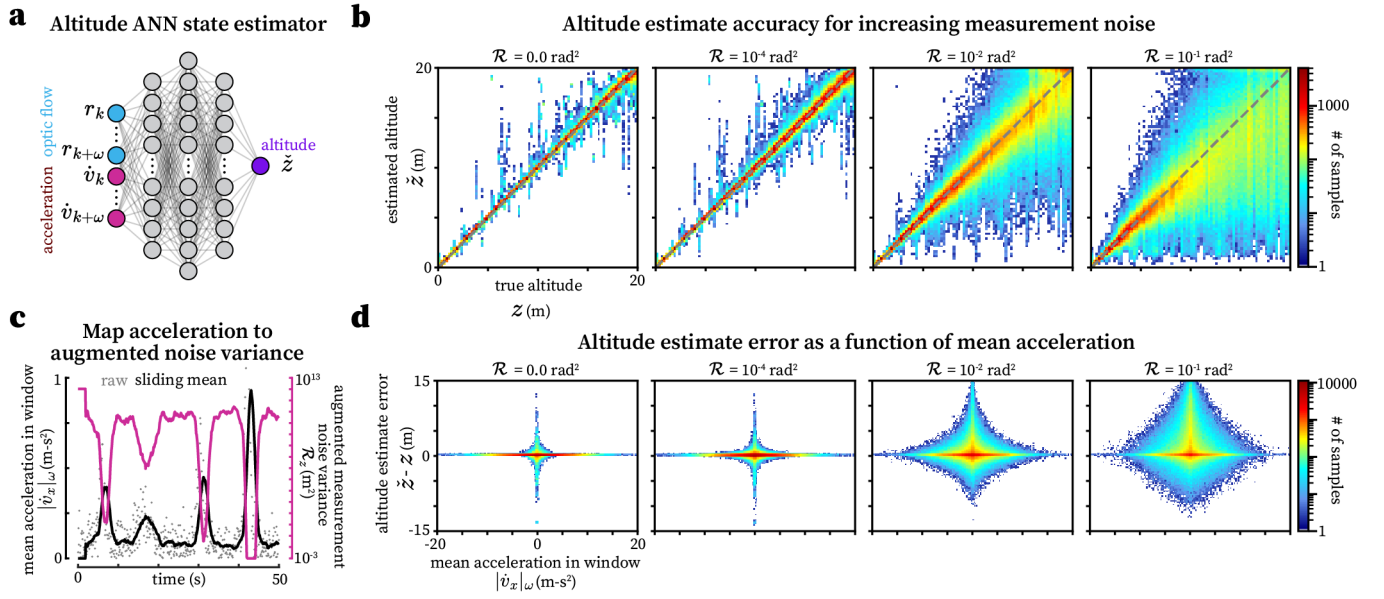 a
Altitude ANN state estimator
optic flow
acceleration
r_k
r_{k+ω}
v̇_k
v̇_{k+ω}
altitude
ž
b
Altitude estimate accuracy for increasing measurement noise
R = 0.0 rad²
R = 10⁻⁴ rad²
R = 10⁻² rad²
R = 10⁻¹ rad²
20
0
estimated altitude
ž (m)
0
20
true altitude
z (m)
1000
1
# of samples
c
Map acceleration to
augmented noise variance
raw sliding mean
1
0
mean acceleration in window
|v̇_x|_ω (m-s²)
10¹³
10⁻³
augmented measurement
noise variance
R_z (m²)
0
50
time (s)
d
Altitude estimate error as a function of mean acceleration
R = 0.0 rad²
R = 10⁻⁴ rad²
R = 10⁻² rad²
R = 10⁻¹ rad²
15
0
-15
altitude estimate error
ž - z (m)
-20
0
20
mean acceleration in window
|v̇_x|_ω (m-s²)
10000
1
# of samples